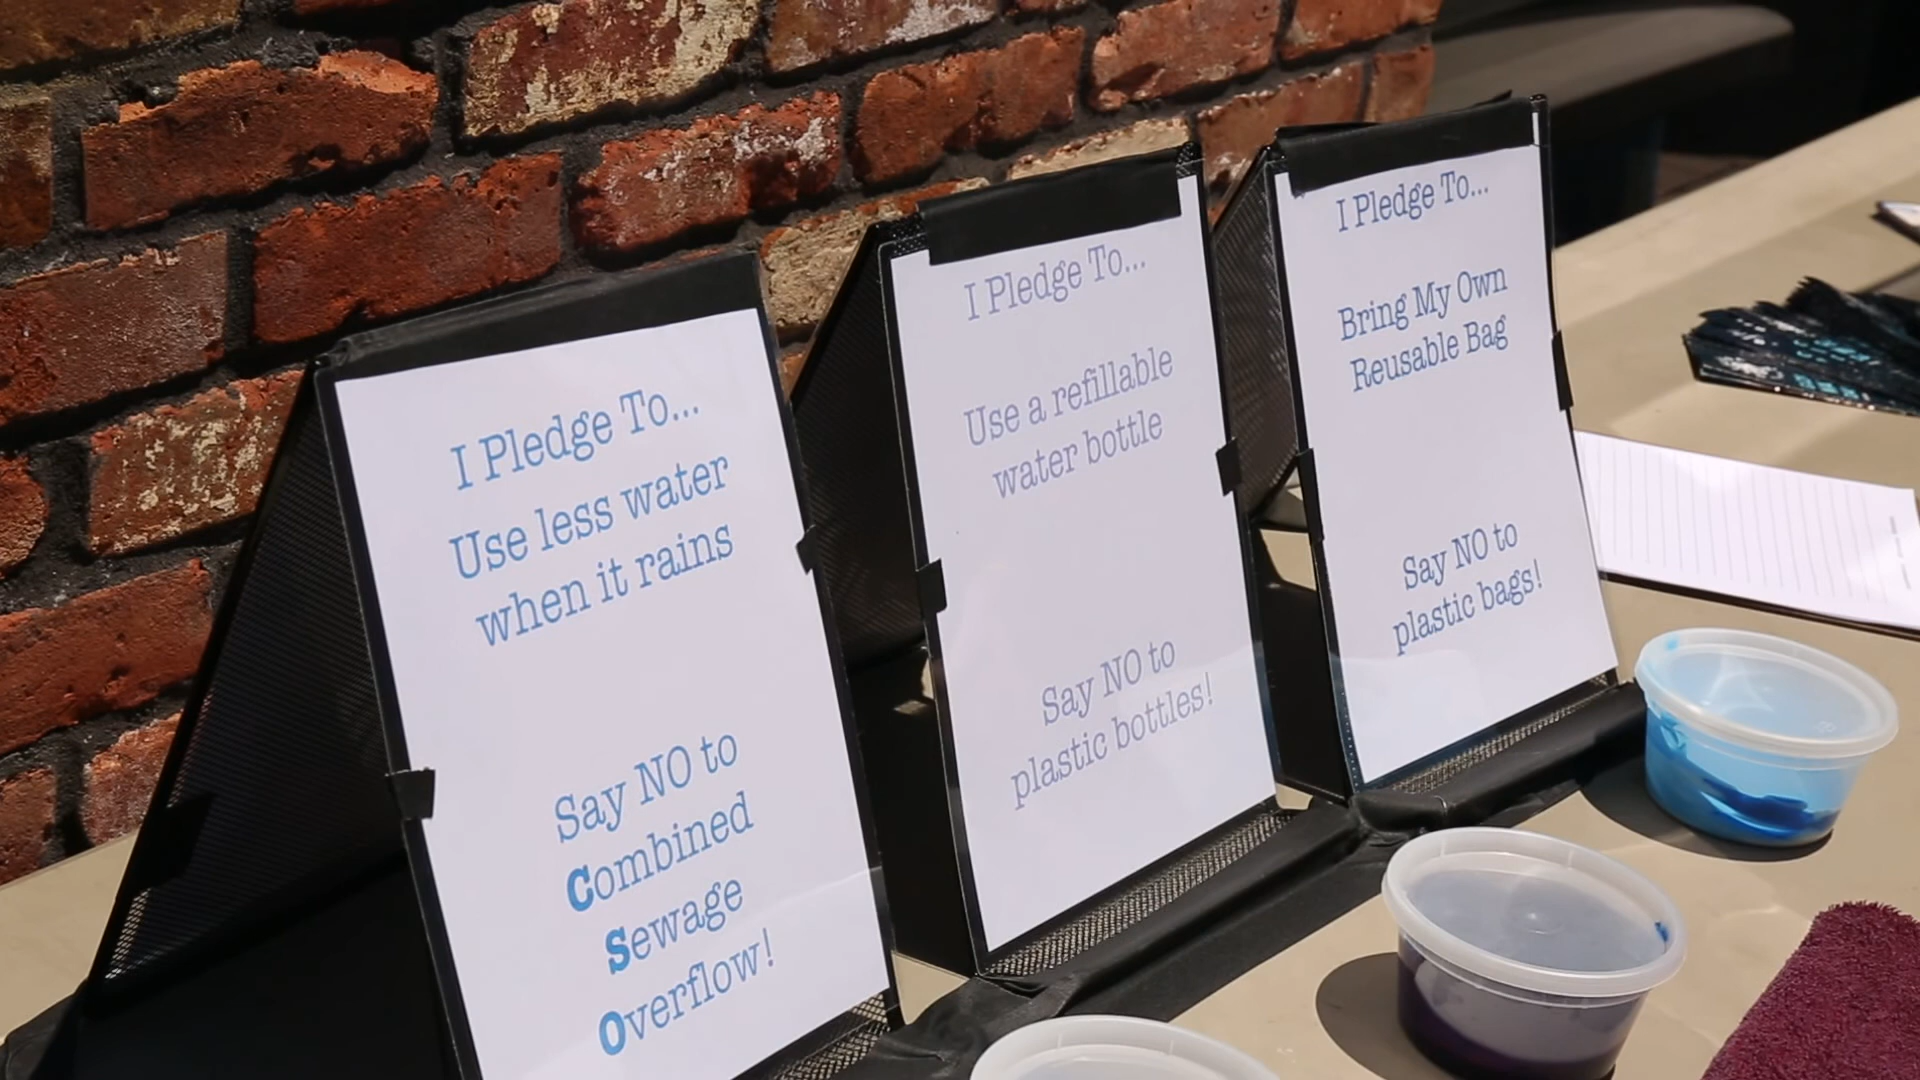 I Pledge To...
Use less water
when it rains
Say NO to
Combined
Sewage
Overflow!
I Pledge To...
Use a refillable
water bottle
Say NO to
plastic bottles!
I Pledge To...
Bring My Own
Reusable Bag
Say NO to
plastic bags!